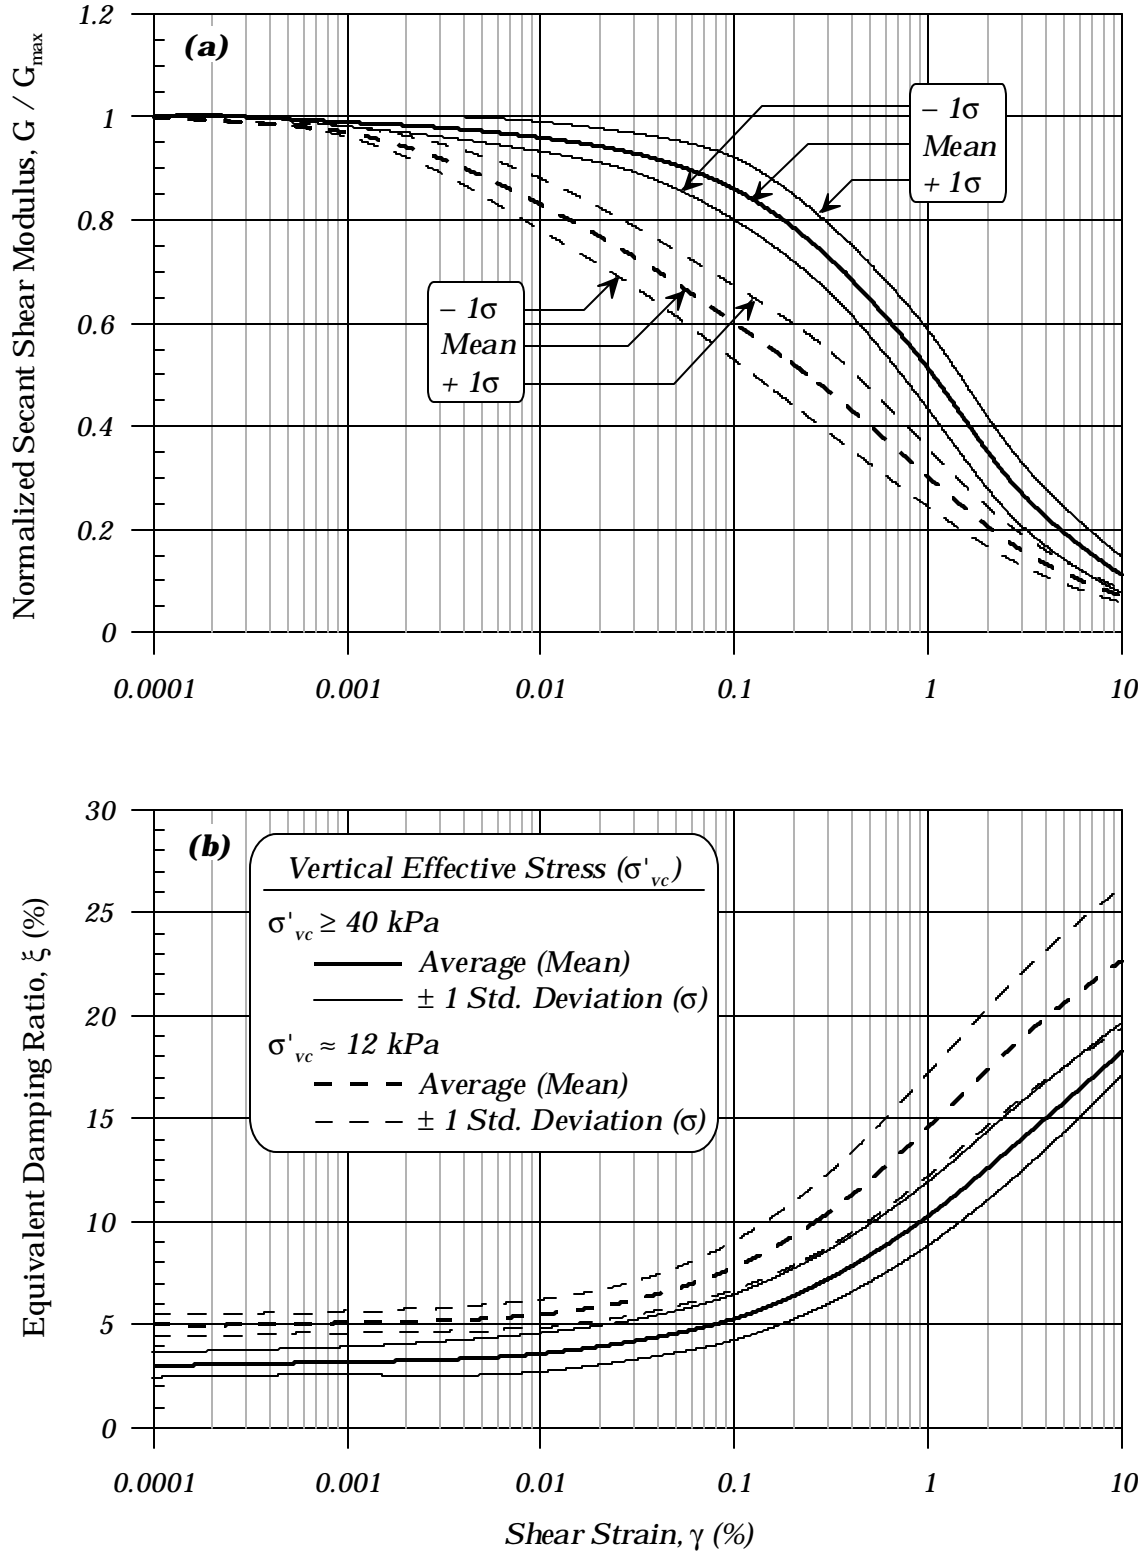 Normalized Secant Shear Modulus, G / Gmax
(a)
1.2
1
0.8
0.6
0.4
0.2
0
– 1σ
Mean
+ 1σ
– 1σ
Mean
+ 1σ
0.0001 0.001 0.01 0.1 1 10
Equivalent Damping Ratio, ξ (%)
(b)
30
25
20
15
10
5
0
Vertical Effective Stress (σ'vc)
σ'vc ≥ 40 kPa
Average (Mean)
± 1 Std. Deviation (σ)
σ'vc ≈ 12 kPa
Average (Mean)
± 1 Std. Deviation (σ)
0.0001 0.001 0.01 0.1 1 10
Shear Strain, γ (%)